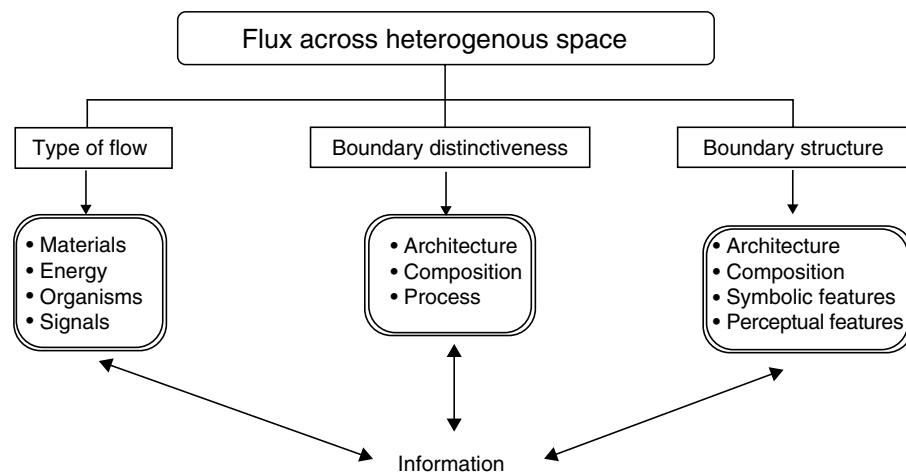 Flux across heterogenous space
Type of flow
Boundary distinctiveness
Boundary structure
• Materials
• Energy
• Organisms
• Signals
• Architecture
• Composition
• Process
• Architecture
• Composition
• Symbolic features
• Perceptual features
Information